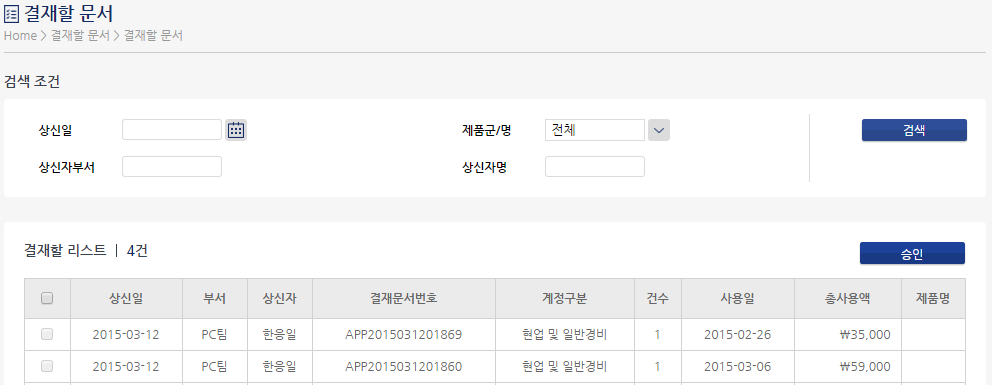 결재할 문서
Home > 결재할 문서 > 결재할 문서
검색 조건
상신일 제품군/명 전체 검색
상신자부서 상신자명
결재할 리스트 | 4건 승인
상신일 부서 상신자 결재문서번호 계정구분 건수 사용일 총사용액 제품명
2015-03-12 PC팀 한응일 APP2015031201869 현업 및 일반경비 1 2015-02-26 ₩35,000
2015-03-12 PC팀 한응일 APP2015031201860 현업 및 일반경비 1 2015-03-06 ₩59,000